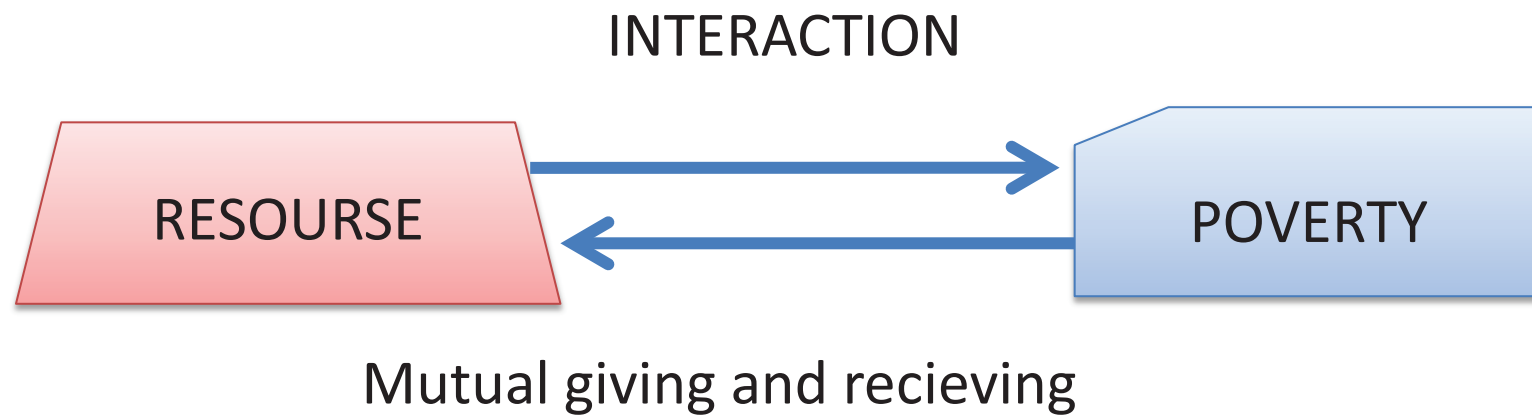 INTERACTION
RESOURSE
POVERTY
Mutual giving and recieving